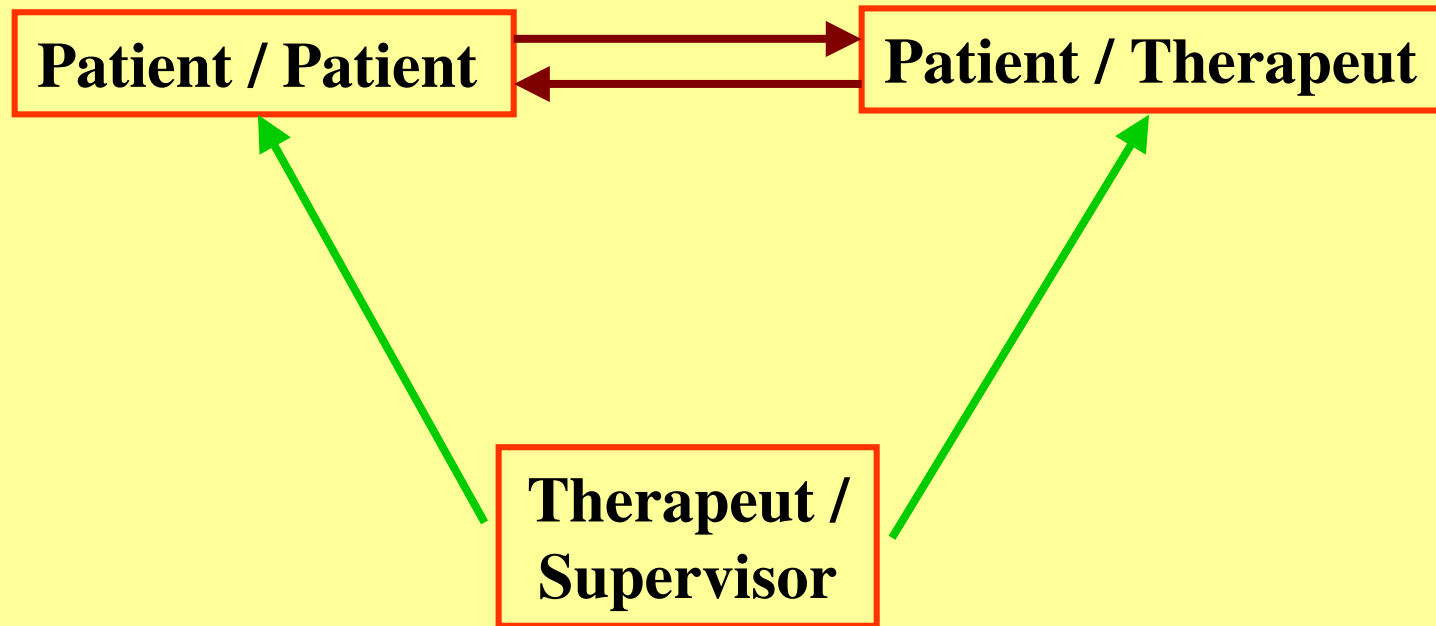 Patient / Patient
Patient / Therapeut
Therapeut /
Supervisor